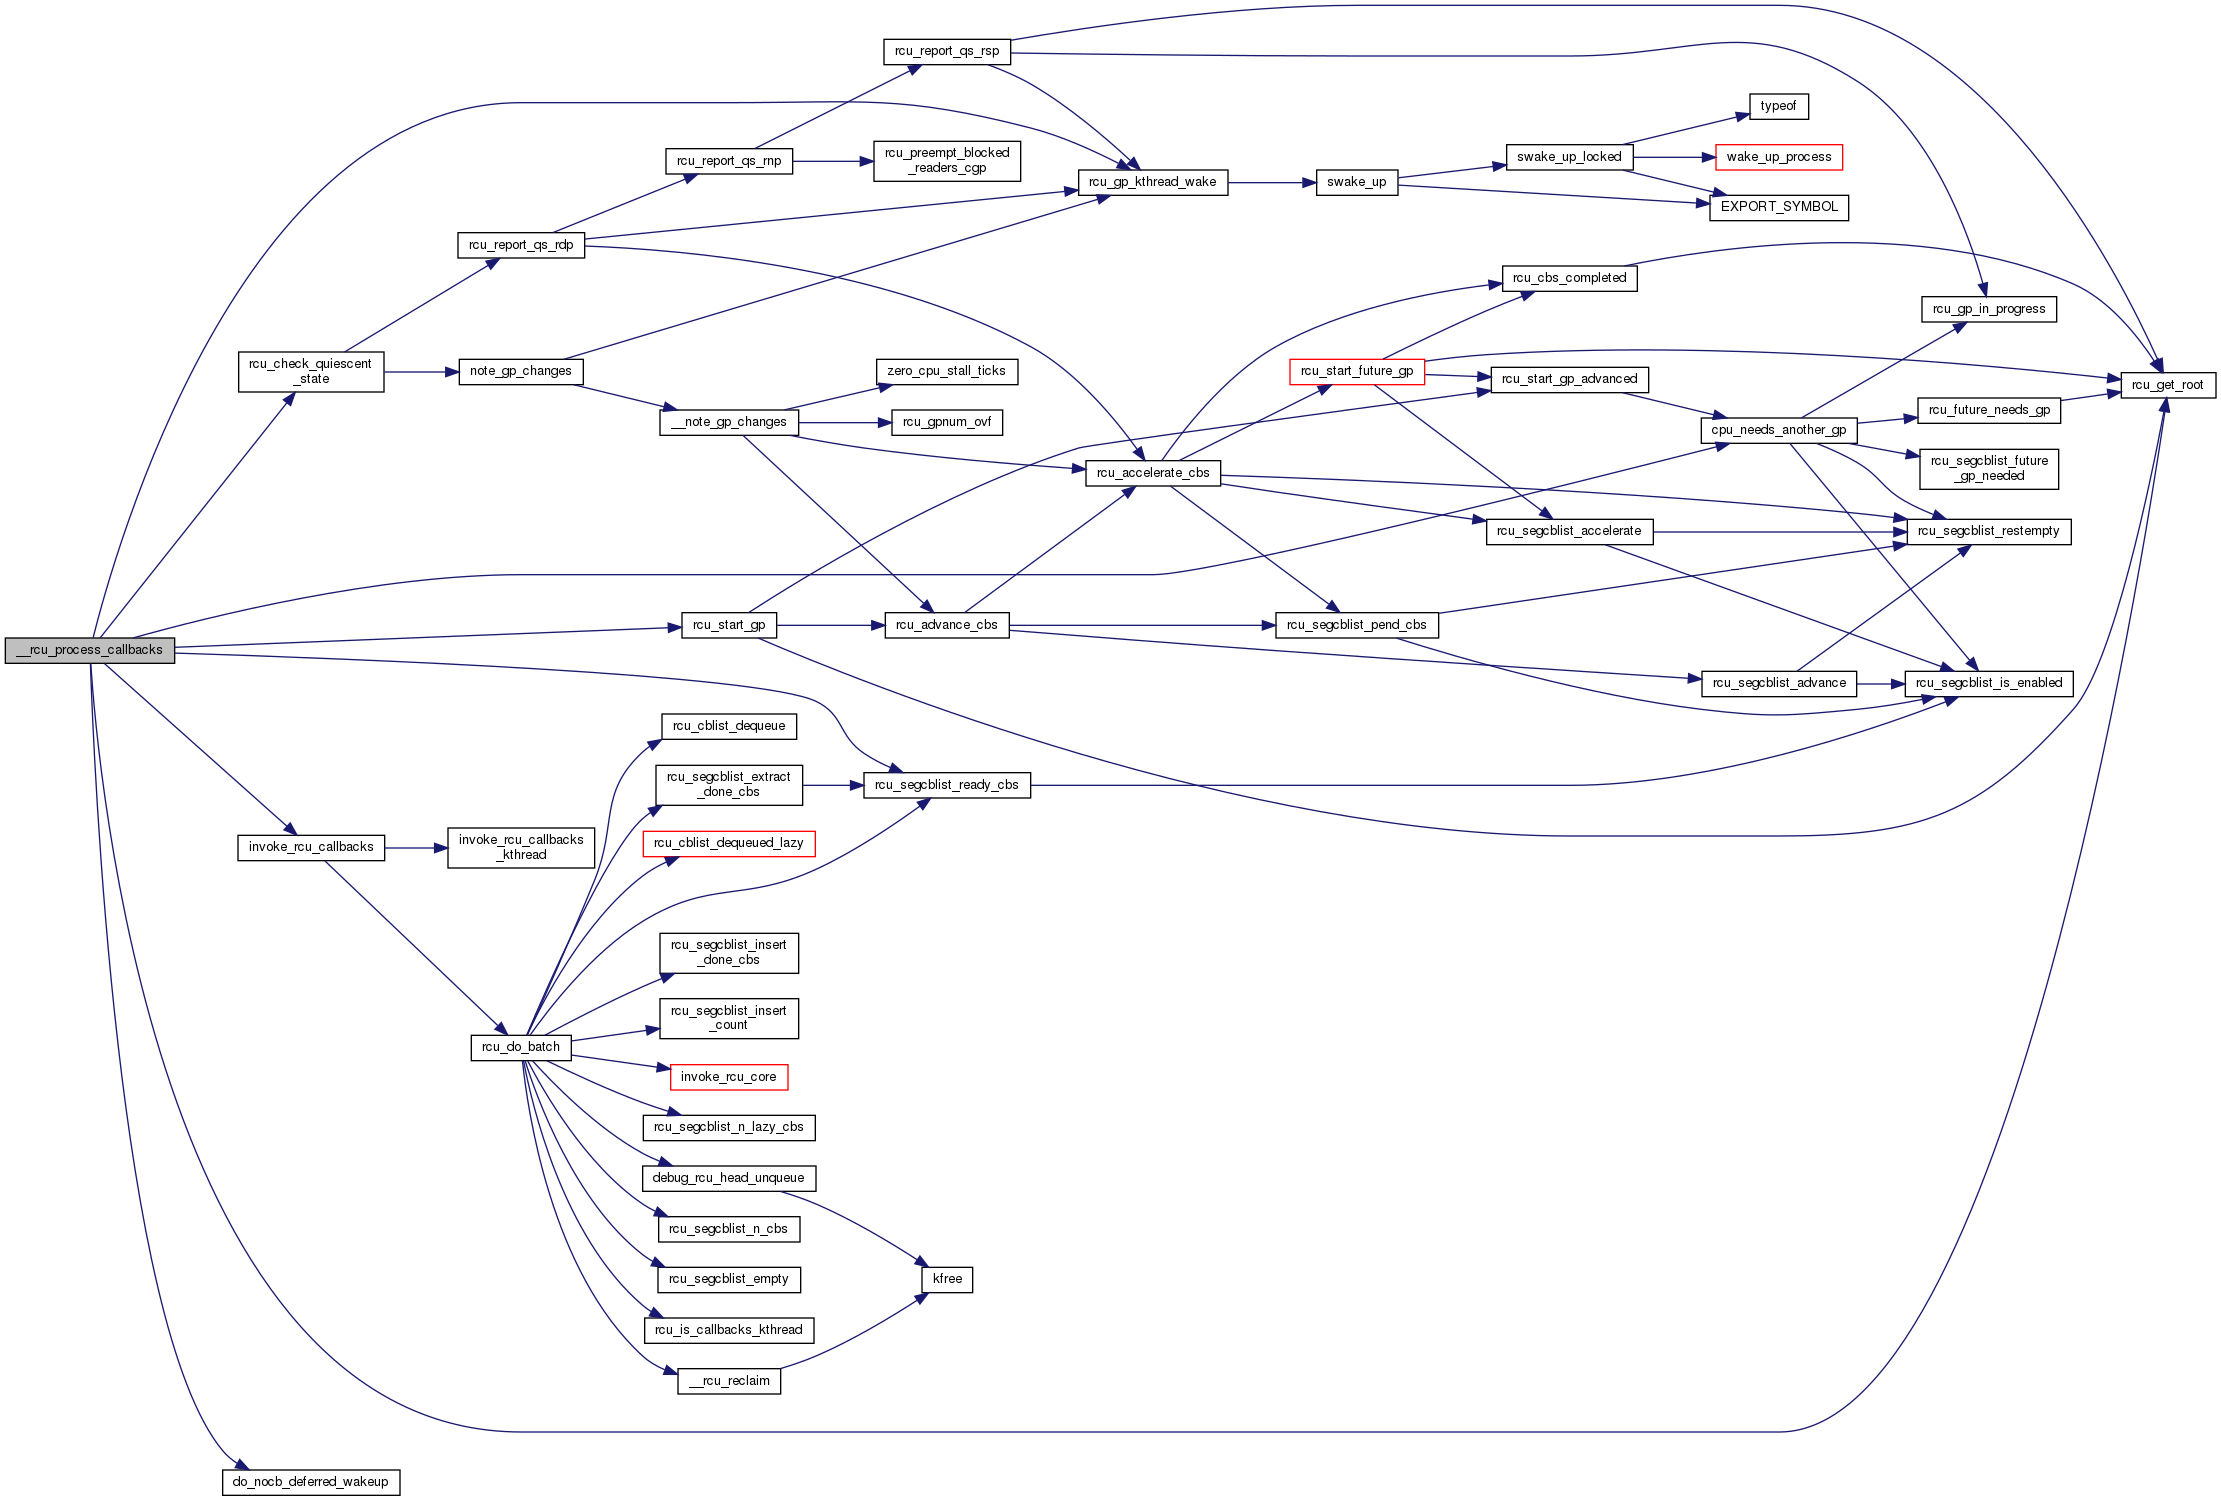 rcu_report_qs_rsp
typeof
rcu_report_qs_rnp
rcu_preempt_blocked
_readers_cgp
swake_up_locked
wake_up_process
rcu_gp_kthread_wake
swake_up
EXPORT_SYMBOL
rcu_report_qs_rdp
rcu_cbs_completed
rcu_gp_in_progress
rcu_check_quiescent
_state
note_gp_changes
zero_cpu_stall_ticks
rcu_start_future_gp
rcu_start_gp_advanced
rcu_get_root
__note_gp_changes
rcu_gpnum_ovf
cpu_needs_another_gp
rcu_future_needs_gp
rcu_accelerate_cbs
rcu_segcblist_future
_gp_needed
rcu_segcblist_accelerate
rcu_segcblist_restempty
__rcu_process_callbacks
rcu_start_gp
rcu_advance_cbs
rcu_segcblist_pend_cbs
rcu_segcblist_advance
rcu_segcblist_is_enabled
rcu_cblist_dequeue
rcu_segcblist_extract
_done_cbs
rcu_segcblist_ready_cbs
invoke_rcu_callbacks
invoke_rcu_callbacks
_kthread
rcu_cblist_dequeued_lazy
rcu_segcblist_insert
_done_cbs
rcu_segcblist_insert
_count
rcu_do_batch
invoke_rcu_core
rcu_segcblist_n_lazy_cbs
debug_rcu_head_unqueue
rcu_segcblist_n_cbs
rcu_segcblist_empty
kfree
rcu_is_callbacks_kthread
__rcu_reclaim
do_nocb_deferred_wakeup